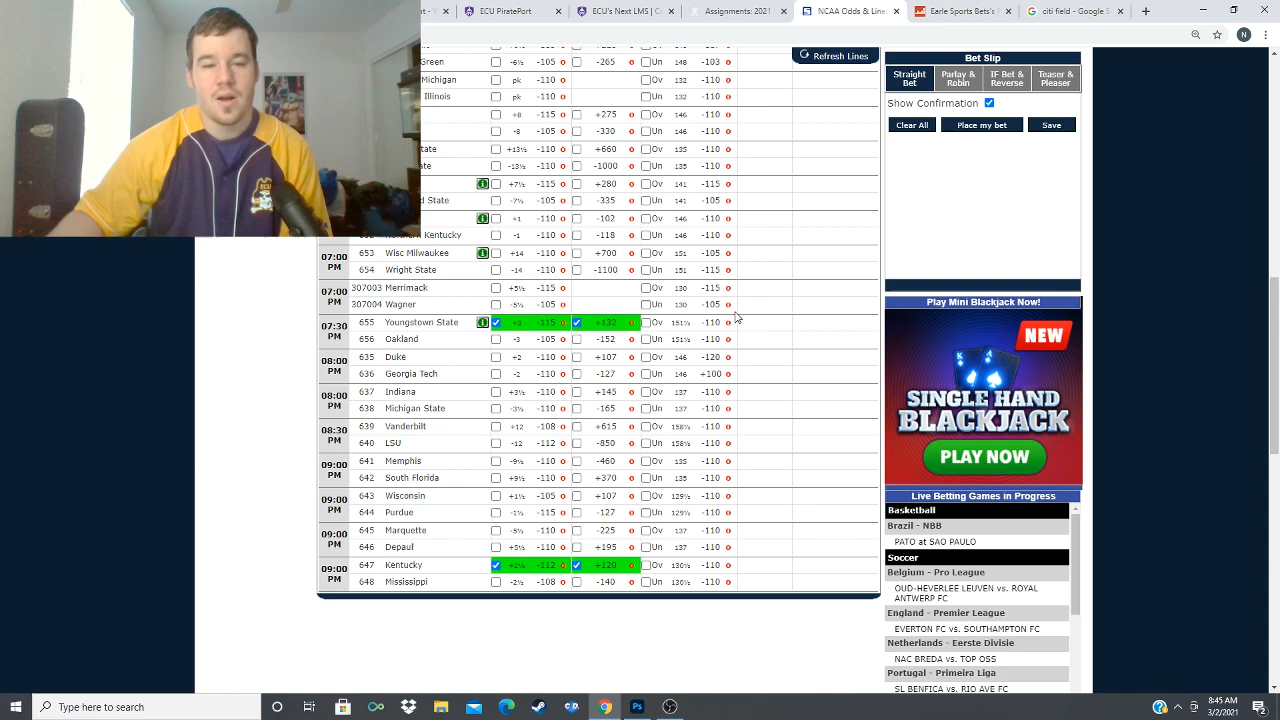 ECU PiratePort
ECU's Next LMS | C
Assignments: 2021
NCAA Odds & Line
Earle Sports Bet's B
citi field - Google S
N
Refresh Lines
Green -6½ -105 -265 Un 148 -103
Michigan pk -110 Ov 132 -110
Illinois pk -110 Un 132 -110
+8 -115 +275 Ov 146 -110
-8 -105 -330 Un 146 -110
tate +13½ -110 +660 Ov 135 -110
ate -13½ -110 -1000 Un 135 -110
+7½ -115 +280 Ov 141 -115
d State -7½ -105 -335 Un 141 -105
+1 -110 -102 Ov 146 -110
Kentucky -1 -110 -118 Un 146 -110
07:00 PM
653 Wisc Milwaukee +14 -110 +700 Ov 151 -105
654 Wright State -14 -110 -1100 Un 151 -115
07:00 PM
307003 Merrimack +5½ -115 Ov 130 -115
307004 Wagner -5½ -105 Un 130 -105
07:30 PM
655 Youngstown State +3 -115 +132 Ov 151½ -110
656 Oakland -3 -105 -152 Un 151½ -110
08:00 PM
635 Duke +2 -110 +107 Ov 146 -120
636 Georgia Tech -2 -110 -127 Un 146 +100
08:00 PM
637 Indiana +3½ -110 +145 Ov 137 -110
638 Michigan State -3½ -110 -165 Un 137 -110
08:30 PM
639 Vanderbilt +12 -108 +615 Ov 158½ -110
640 LSU -12 -112 -850 Un 158½ -110
09:00 PM
641 Memphis -9½ -110 -460 Ov 135 -110
642 South Florida +9½ -110 +370 Un 135 -110
09:00 PM
643 Wisconsin +1½ -105 +107 Ov 129½ -110
644 Purdue -1½ -115 -127 Un 129½ -110
09:00 PM
645 Marquette -5½ -110 -225 Ov 137 -110
646 Depaul +5½ -110 +195 Un 137 -110
09:00 PM
647 Kentucky +2½ -112 +120 Ov 130½ -110
648 Mississippi -2½ -108 -140 Un 130½ -110
Bet Slip
Straight Bet
Parlay & Robin
IF Bet & Reverse
Teaser & Pleaser
Show Confirmation
Clear All
Place my bet
Save
Play Mini Blackjack Now!
NEW
SINGLE HAND
BLACKJACK
PLAY NOW
Live Betting Games in Progress
Basketball
Brazil - NBB
PATO at SAO PAULO
Soccer
Belgium - Pro League
OUD-HEVERLEE LEUVEN vs. ROYAL
ANTWERP FC
England - Premier League
EVERTON FC vs. SOUTHAMPTON FC
Netherlands - Eerste Divisie
NAC BREDA vs. TOP OSS
Portugal - Primeira Liga
SL BENFICA vs. RIO AVE FC
ECU
Type here to search
8:45 AM
3/2/2021